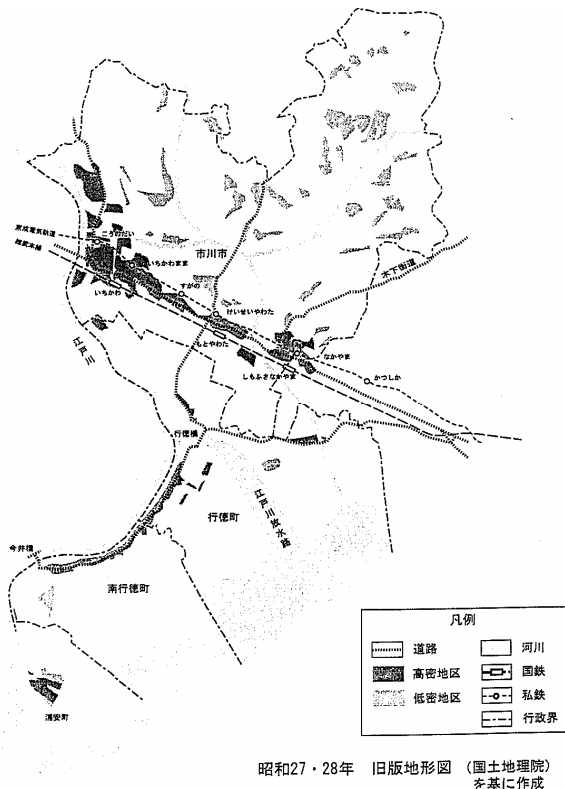 市川市
京成電気軌道
こうのだい
総武本線
いちかわまま
木下街道
すがの
いちかわ
けいせいやわた
江戸川
もとやわた
なかやま
しもふさなかやま
かつしか
行徳橋
行徳町
江戸川放水路
今井橋
南行徳町
浦安町
凡例
道路
河川
高密地区
国鉄
低密地区
私鉄
行政界
昭和27・28年 旧版地形図 (国土地理院)
を基に作成